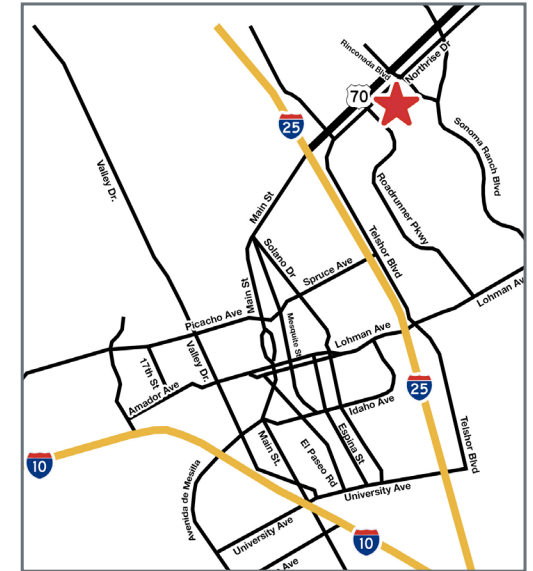 Rinconada Blvd
Northrise Dr
70
25
Sonoma Ranch Blvd
Valley Dr.
Main St
Roadrunner Pkwy
Solano Dr
Telshor Blvd
Spruce Ave
Main St
Lohman Av
Picacho Ave
Mesquite St
Lohman Ave
Valley Dr.
17th St
25
Amador Ave
Idaho Ave
Main St.
El Paseo Rd
Espina St
Telshor Blvd
10
Avenida de Mesilla
University Ave
University Ave
10
Ave